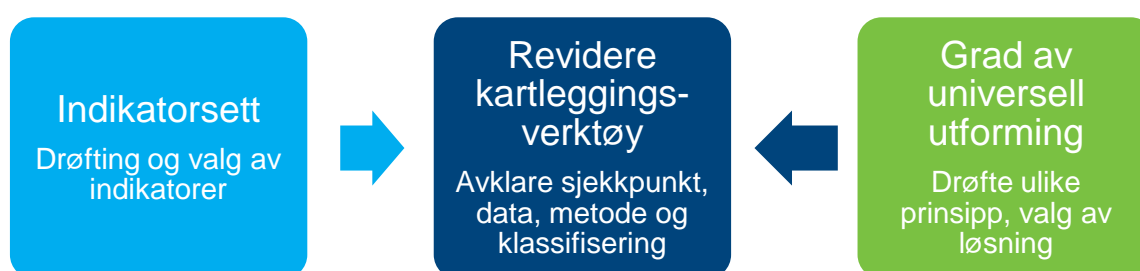 Indikatorsett
Drøfting og valg av
indikatorer
Revidere
kartleggings-
verktøy
Avklare sjekkpunkt,
data, metode og
klassifisering
Grad av
universell
utforming
Drøfte ulike
prinsipp, valg av
løsning